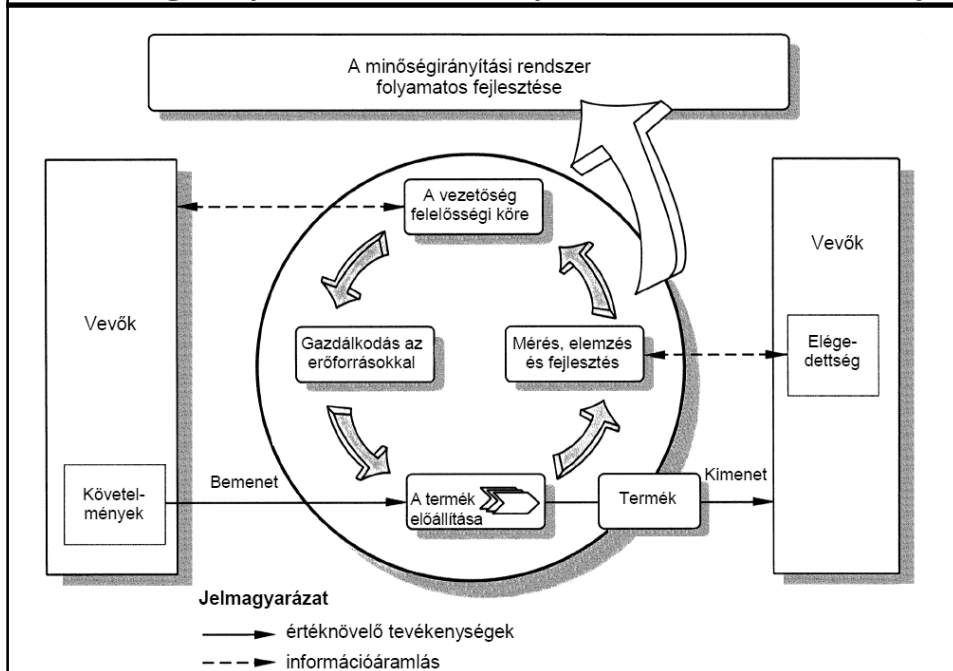 A minőségirányítási rendszer
folyamatos fejlesztése
A vezetőség
felelősségi köre
Vevők
Vevők
Gazdálkodás az
erőforrásokkal
Mérés, elemzés
és fejlesztés
Elége-
dettség
Követel-
mények
Bemenet
A termék
előállítása
Termék
Kimenet
Jelmagyarázat
értéknövelő tevékenységek
információáramlás